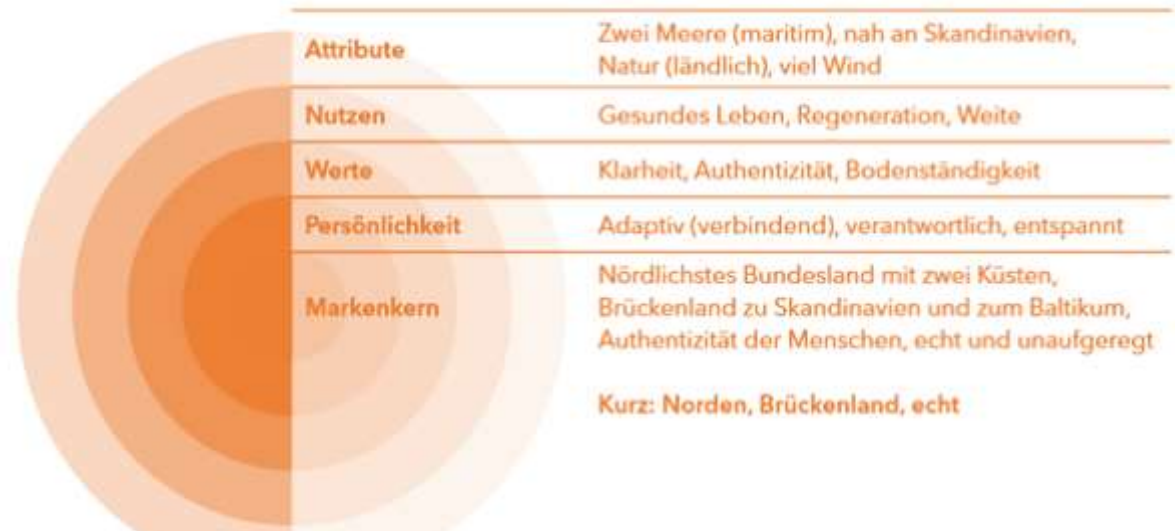 Attribute
Zwei Meere (maritim), nah an Skandinavien,
Natur (ländlich), viel Wind
Nutzen
Gesundes Leben, Regeneration, Weite
Werte
Klarheit, Authentizität, Bodenständigkeit
Persönlichkeit
Adaptiv (verbindend), verantwortlich, entspannt
Markenkern
Nördlichstes Bundesland mit zwei Küsten,
Brückenland zu Skandinavien und zum Baltikum,
Authentizität der Menschen, echt und unaufgeregt
Kurz: Norden, Brückenland, echt